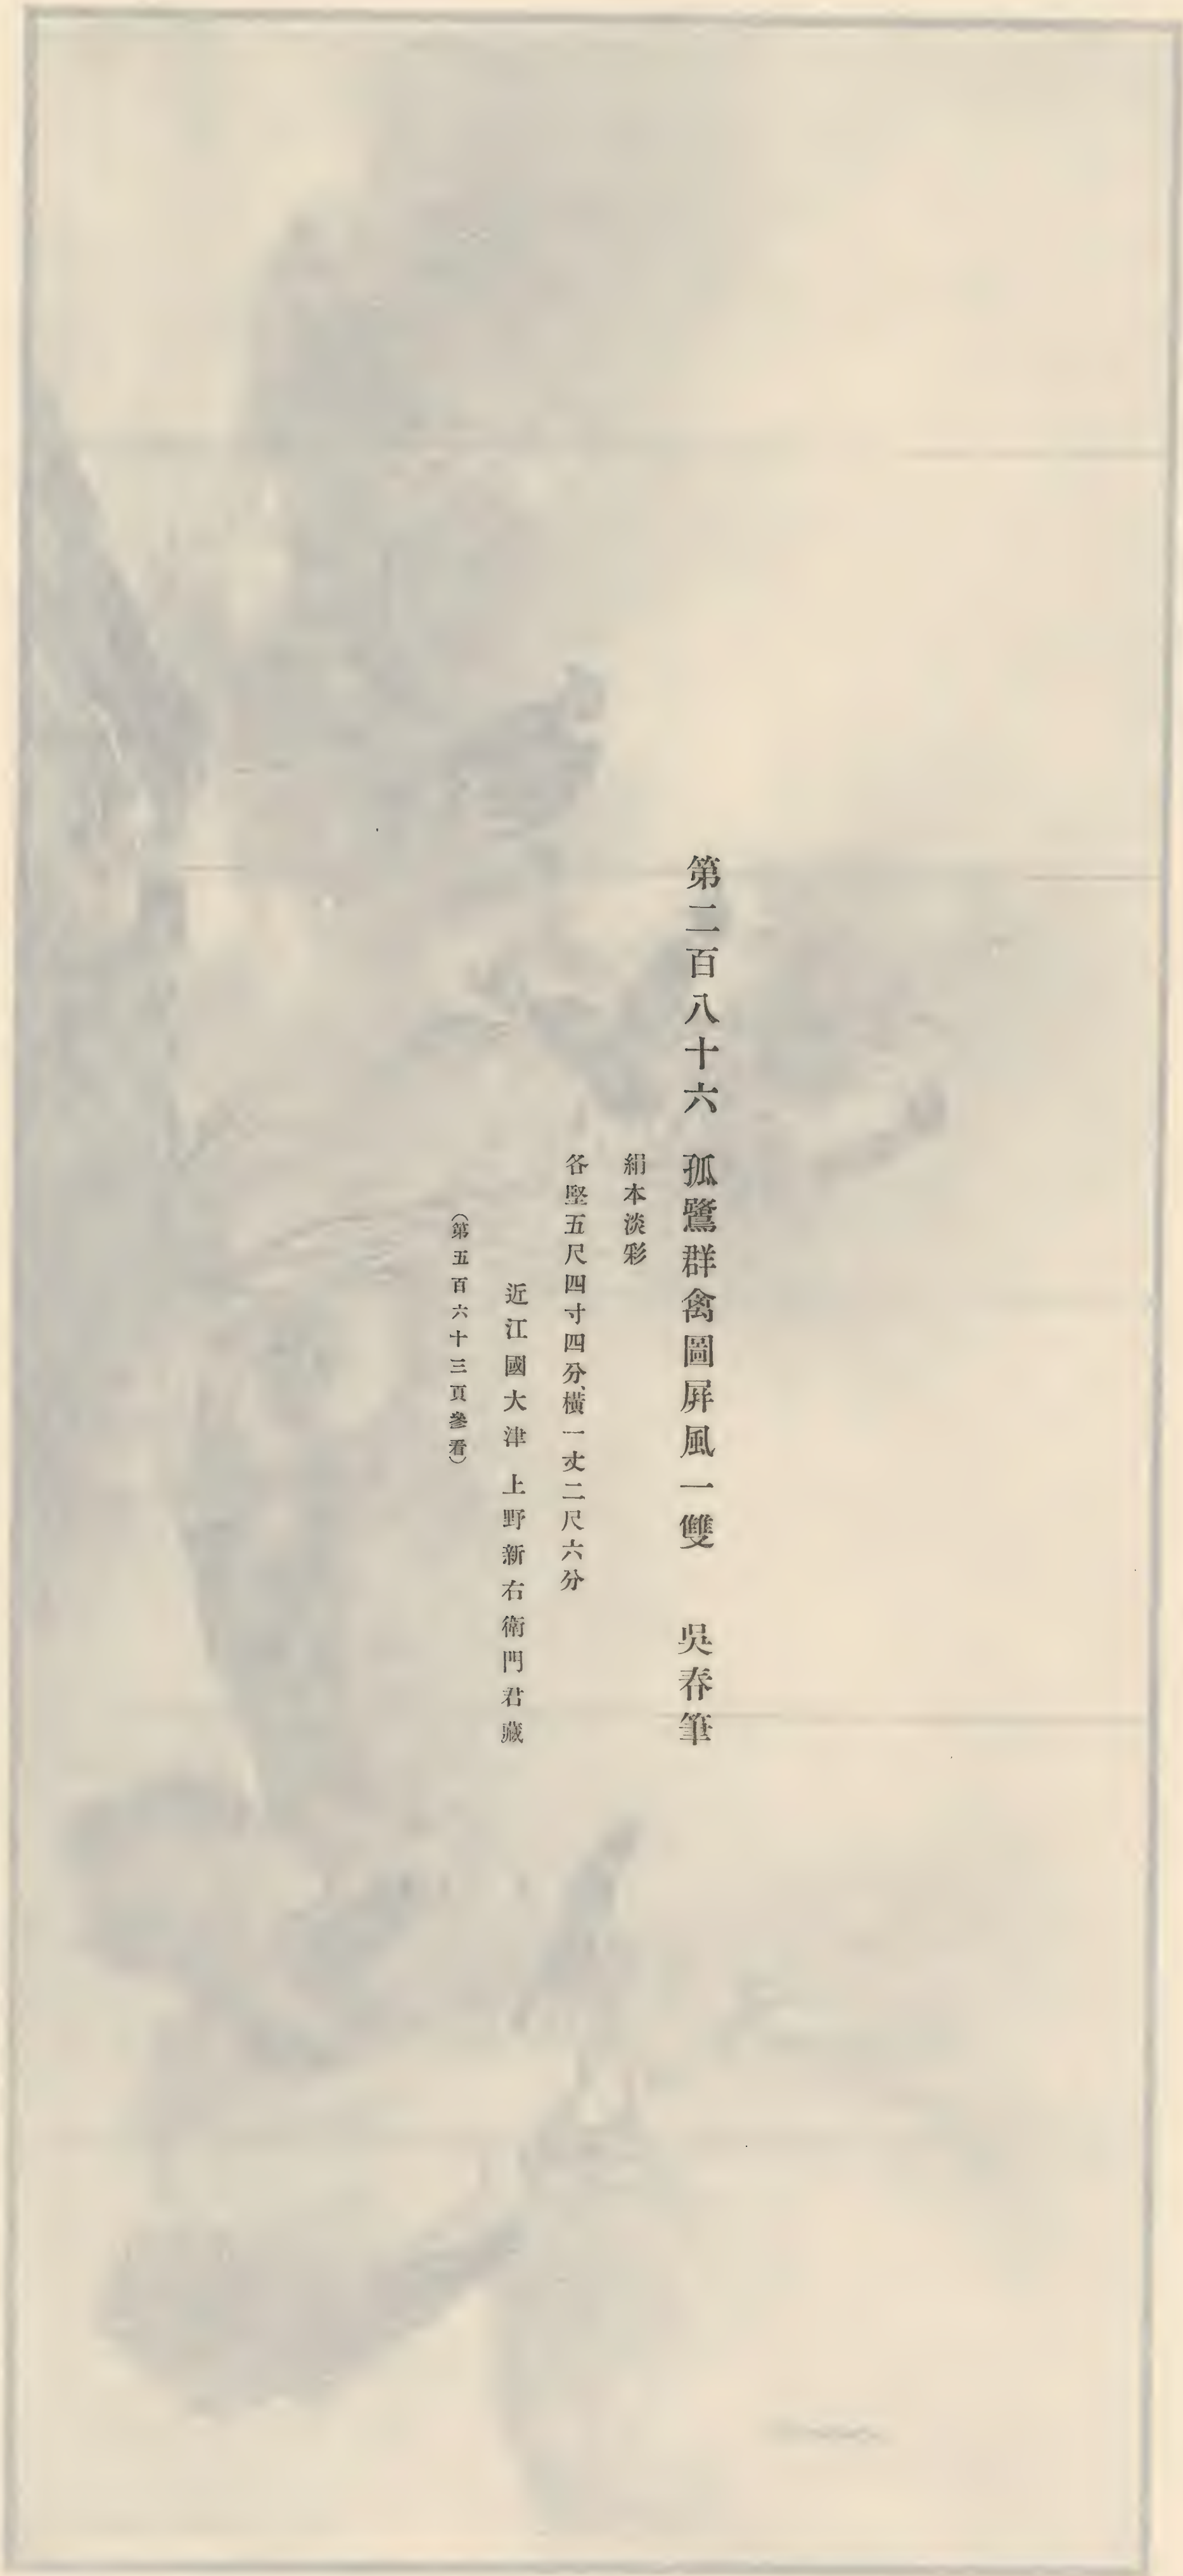 第二百八十六 孤鷺群禽圖屛風一雙 吳春筆
絹本淡彩
各堅五尺四寸四分、橫一丈二尺六分
近江國大津 上野新右衛門君藏
(第五百六十三頁參看)